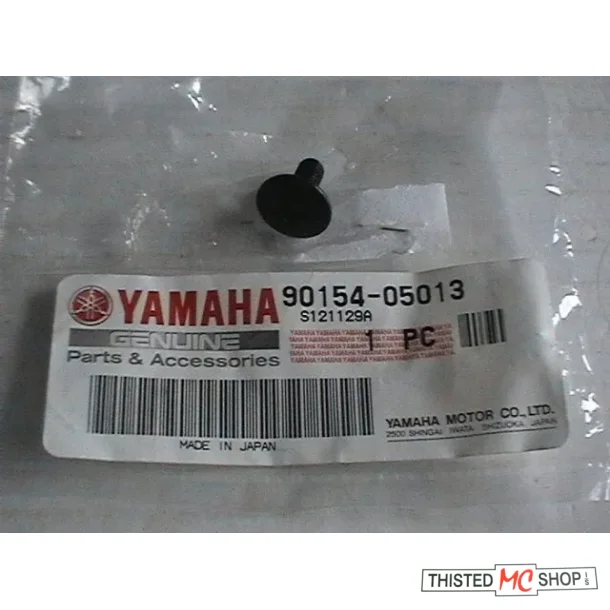 YAMAHA 90154-05013
S121129A
GENUINE
Parts & Accessories
1 PC
MADE IN JAPAN
YAMAHA MOTOR CO., LTD.
2500 SHINGAI IWATA SHIZUOKA JAPAN
THISTED MC SHOP I/S